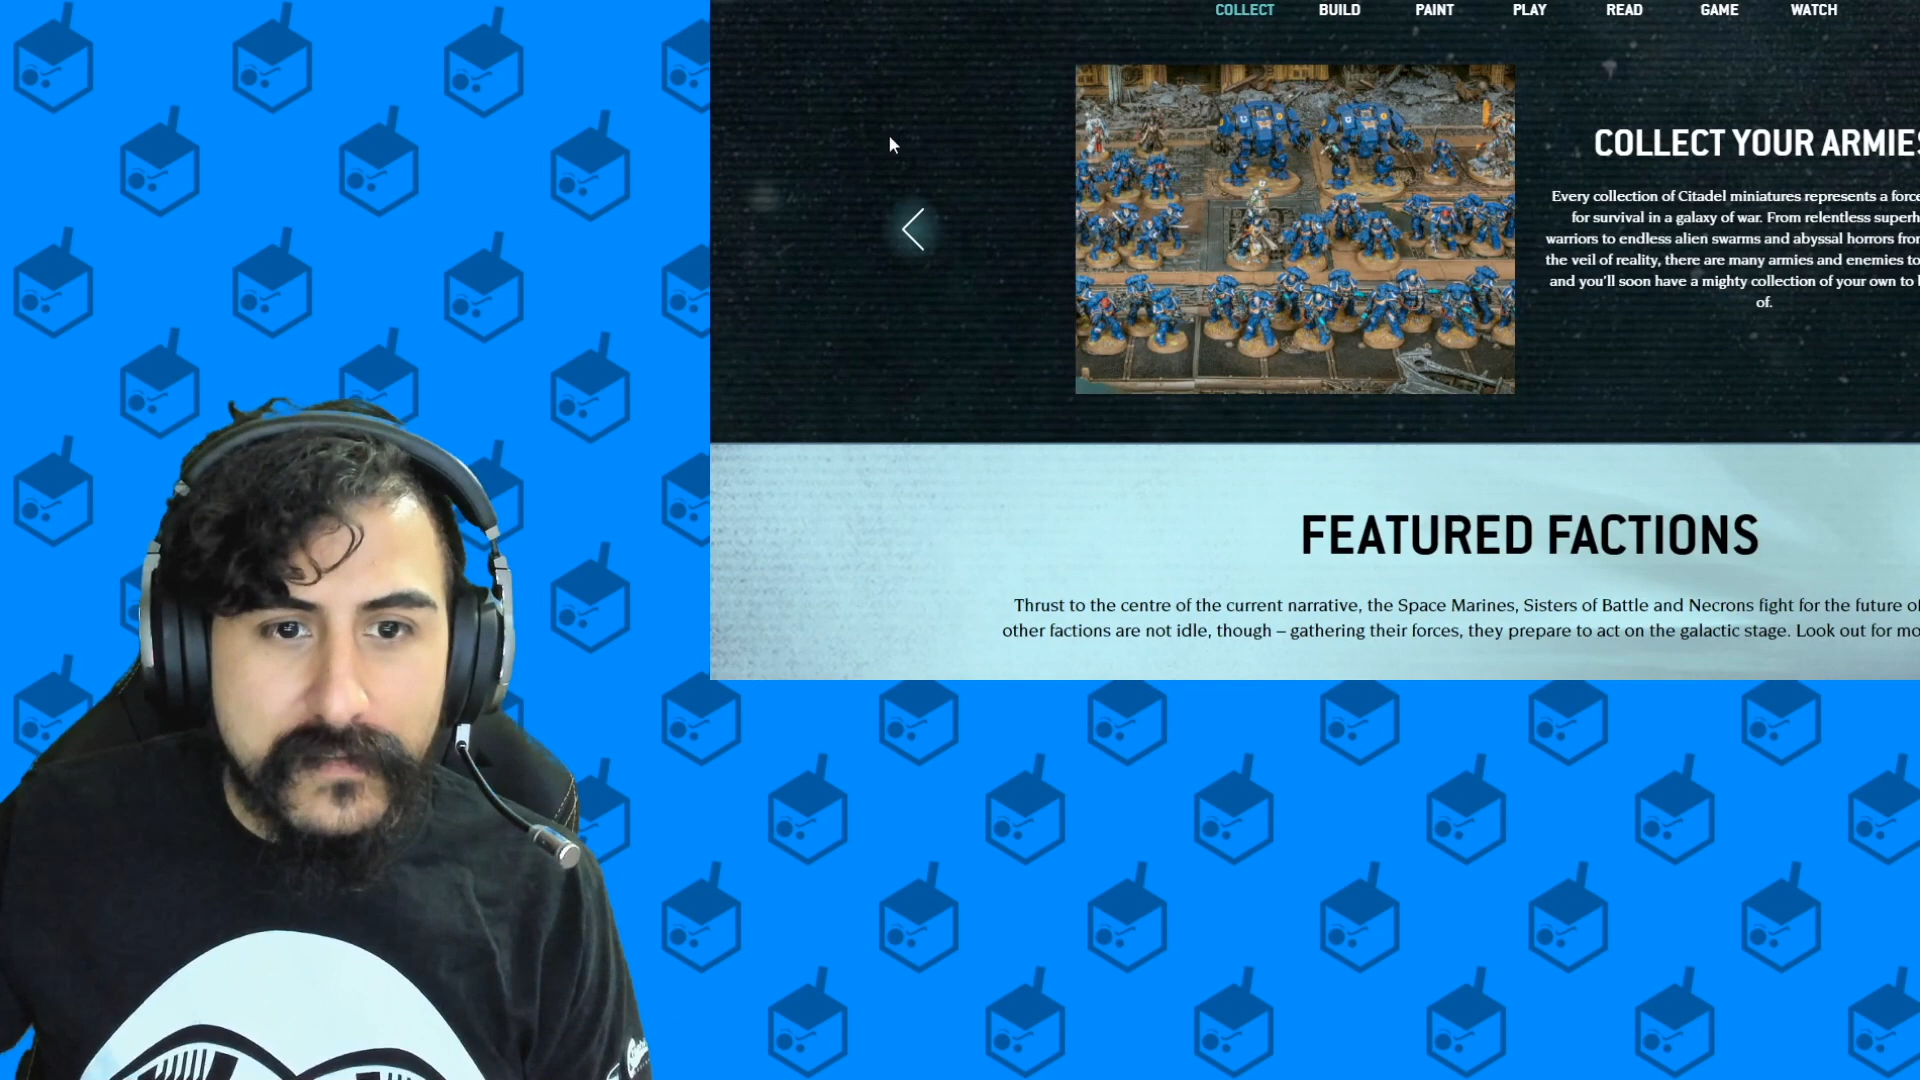 COLLECT BUILD PAINT PLAY READ GAME WATCH
COLLECT YOUR ARMIES
Every collection of Citadel miniatures represents a force
for survival in a galaxy of war. From relentless
warriors to endless alien swarms and abyssal horrors
the veil of reality, there are many armies and enemies to
and you'll soon have a mighty collection of your own to
of.
FEATURED FACTIONS
Thrust to the centre of the current narrative, the Space Marines, Sisters of Battle and Necrons fight for the future
other factions are not idle, though – gathering their forces, they prepare to act on the galactic stage. Look out for